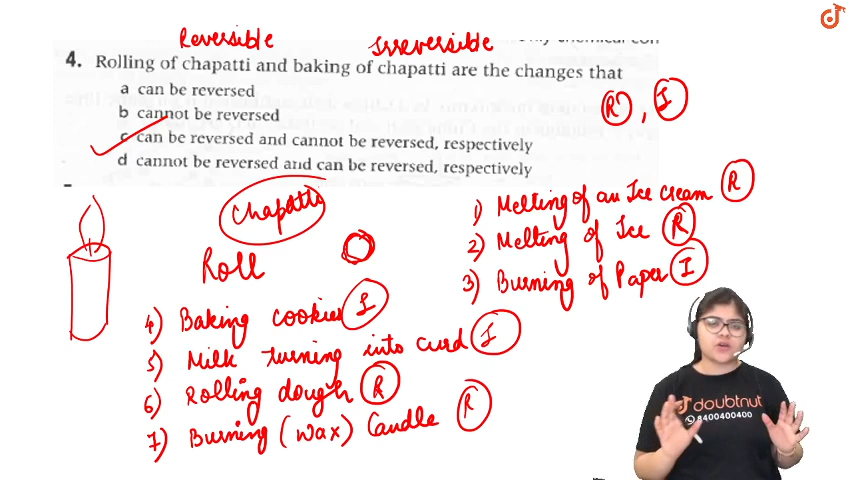 Reversible Irreversible
4. Rolling of chapatti and baking of chapatti are the changes that
a can be reversed
b cannot be reversed
c can be reversed and cannot be reversed, respectively
d cannot be reversed and can be reversed, respectively
R , I
Chapatti
Roll
1) Melting of an Ice cream R
2) Melting of Ice R
3) Burning of Paper I
4) Baking cookies I
5) Milk turning into curd I
6) Rolling dough R
7) Burning (wax) Candle R
doubtnut
8400400400